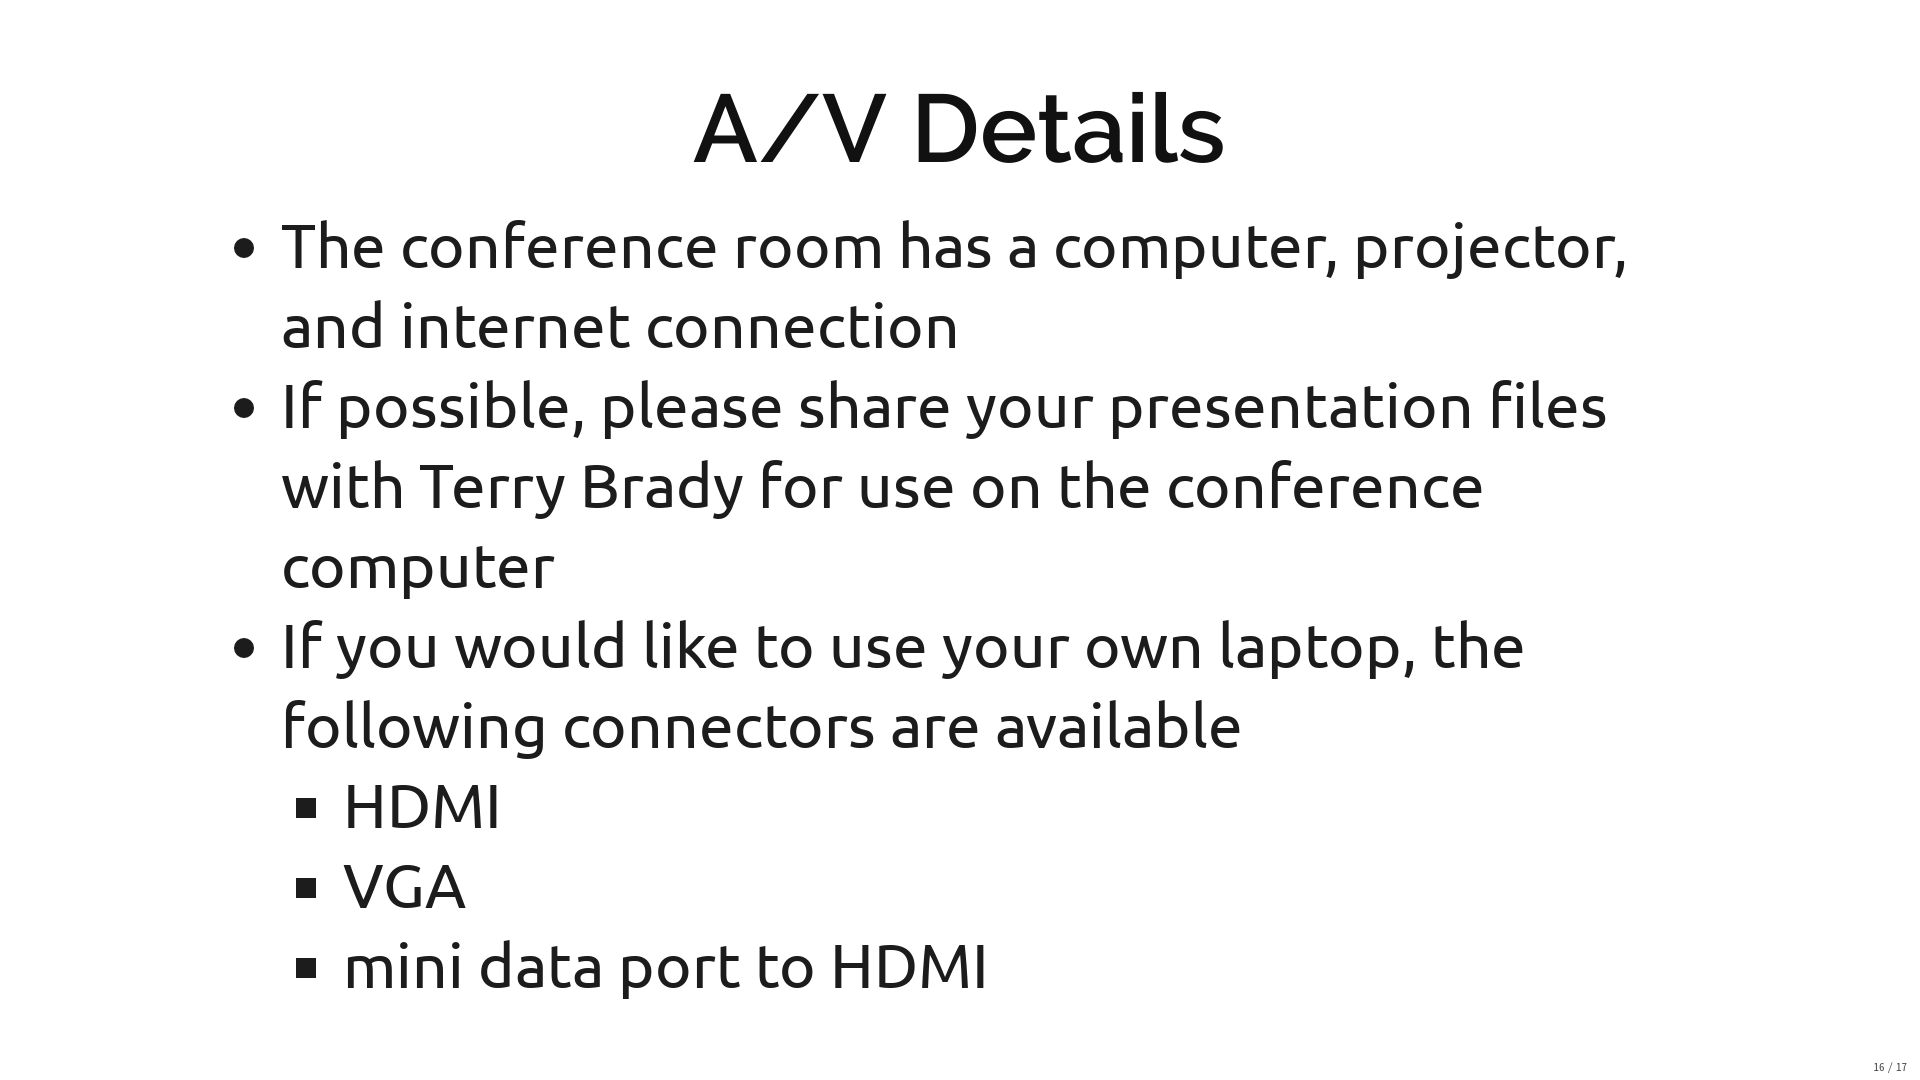 A/V Details
• The conference room has a computer, projector,
and internet connection
• If possible, please share your presentation files
with Terry Brady for use on the conference
computer
• If you would like to use your own laptop, the
following connectors are available
▪ HDMI
▪ VGA
▪ mini data port to HDMI
16 / 17